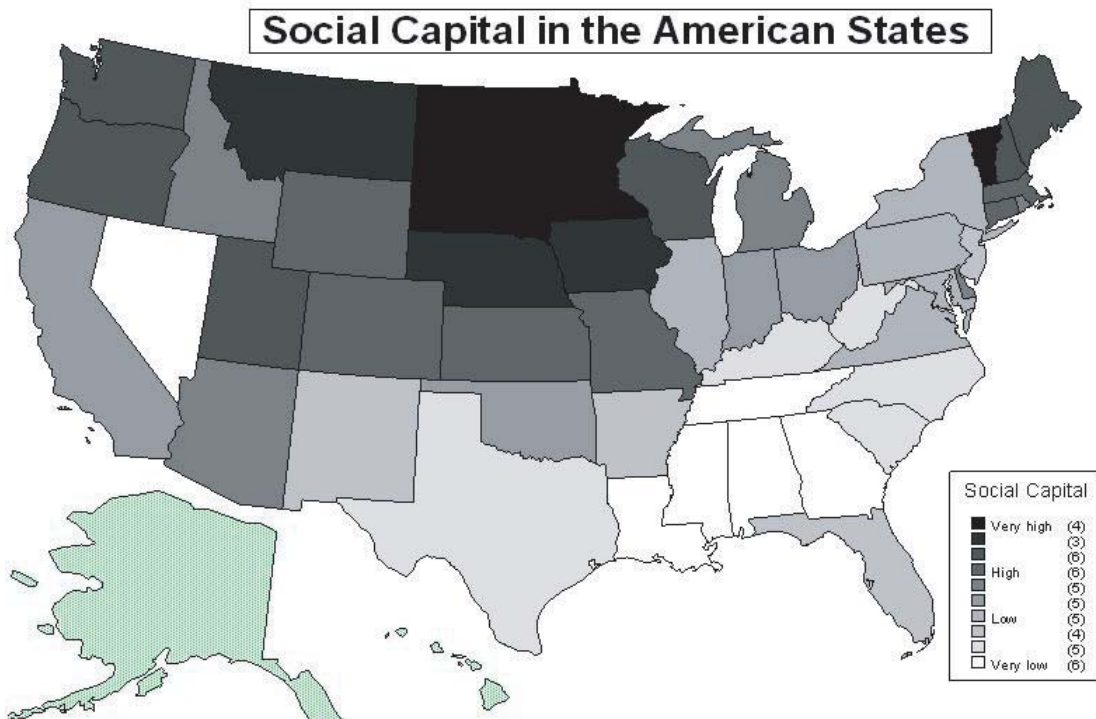 Social Capital in the American States
Social Capital
Very high (4)
(3)
(6)
High (6)
(5)
(5)
Low (5)
(4)
(5)
Very low (6)